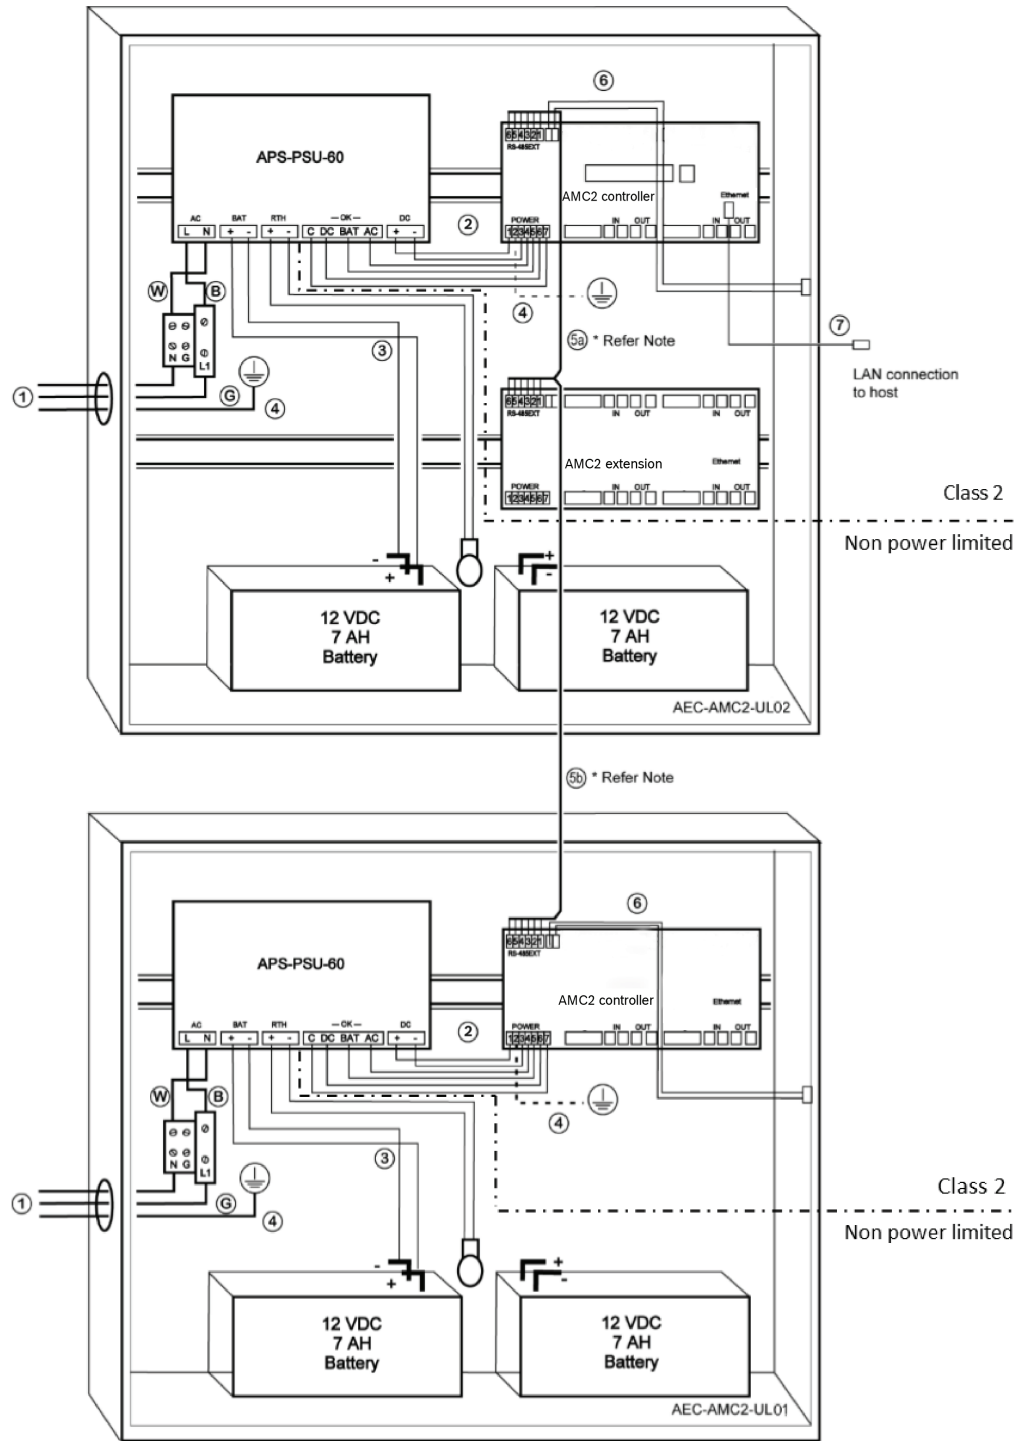 6
APS-PSU-60
654321
RS-485EXT
AMC2 controller
Ethernet
AC BAT RTH —OK— DC
L N + - + - C DC BAT AC + -
2
POWER
IN OUT IN OUT
1234567
W B
4
7
5a * Refer Note
3
N G L1
LAN connection
to host
1
G
4
654321
RS-485EXT
IN OUT IN OUT
AMC2 extension
Ethernet
POWER
IN OUT IN OUT
1234567
Class 2
Non power limited
- +
+ -
12 VDC
7 AH
Battery
12 VDC
7 AH
Battery
AEC-AMC2-UL02
5b * Refer Note
6
APS-PSU-60
654321
RS-485EXT
AMC2 controller
Ethernet
AC BAT RTH —OK— DC
L N + - + - C DC BAT AC + -
2
POWER
IN OUT IN OUT
1234567
W B
4
3
N G L1
1
G
4
Class 2
Non power limited
- +
+ -
12 VDC
7 AH
Battery
12 VDC
7 AH
Battery
AEC-AMC2-UL01